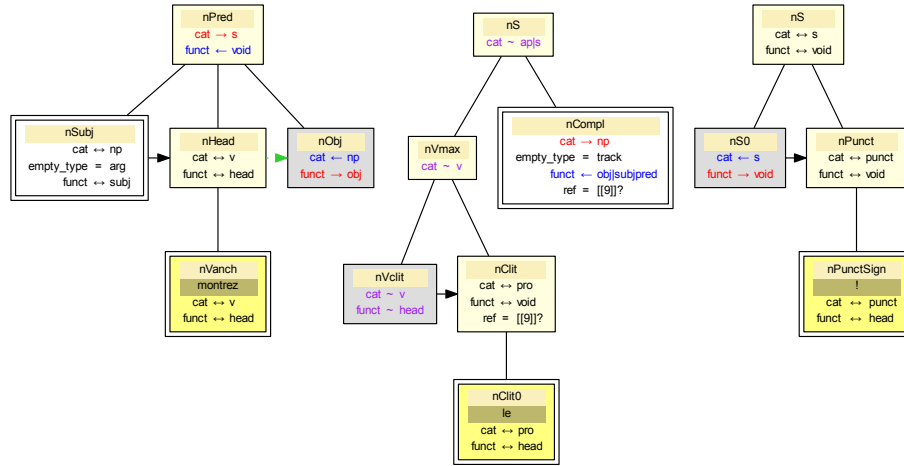 nPred
cat → s
funct ← void
nSubj
cat ↔ np
empty_type = arg
funct ↔ subj
nHead
cat ↔ v
funct ↔ head
nObj
cat ← np
funct → obj
nVanch
montrez
cat ↔ v
funct ↔ head
nS
cat ~ ap|s
nVmax
cat ~ v
nCompl
cat → np
empty_type = track
funct ← obj|subjpred
ref = [[9]]?
nVclit
cat ~ v
funct ~ head
nClit
cat ↔ pro
funct ↔ void
ref = [[9]]?
nClit0
le
cat ↔ pro
funct ↔ head
nS
cat ↔ s
funct ↔ void
nS0
cat ← s
funct → void
nPunct
cat ↔ punct
funct ↔ void
nPunctSign
!
cat ↔ punct
funct ↔ head